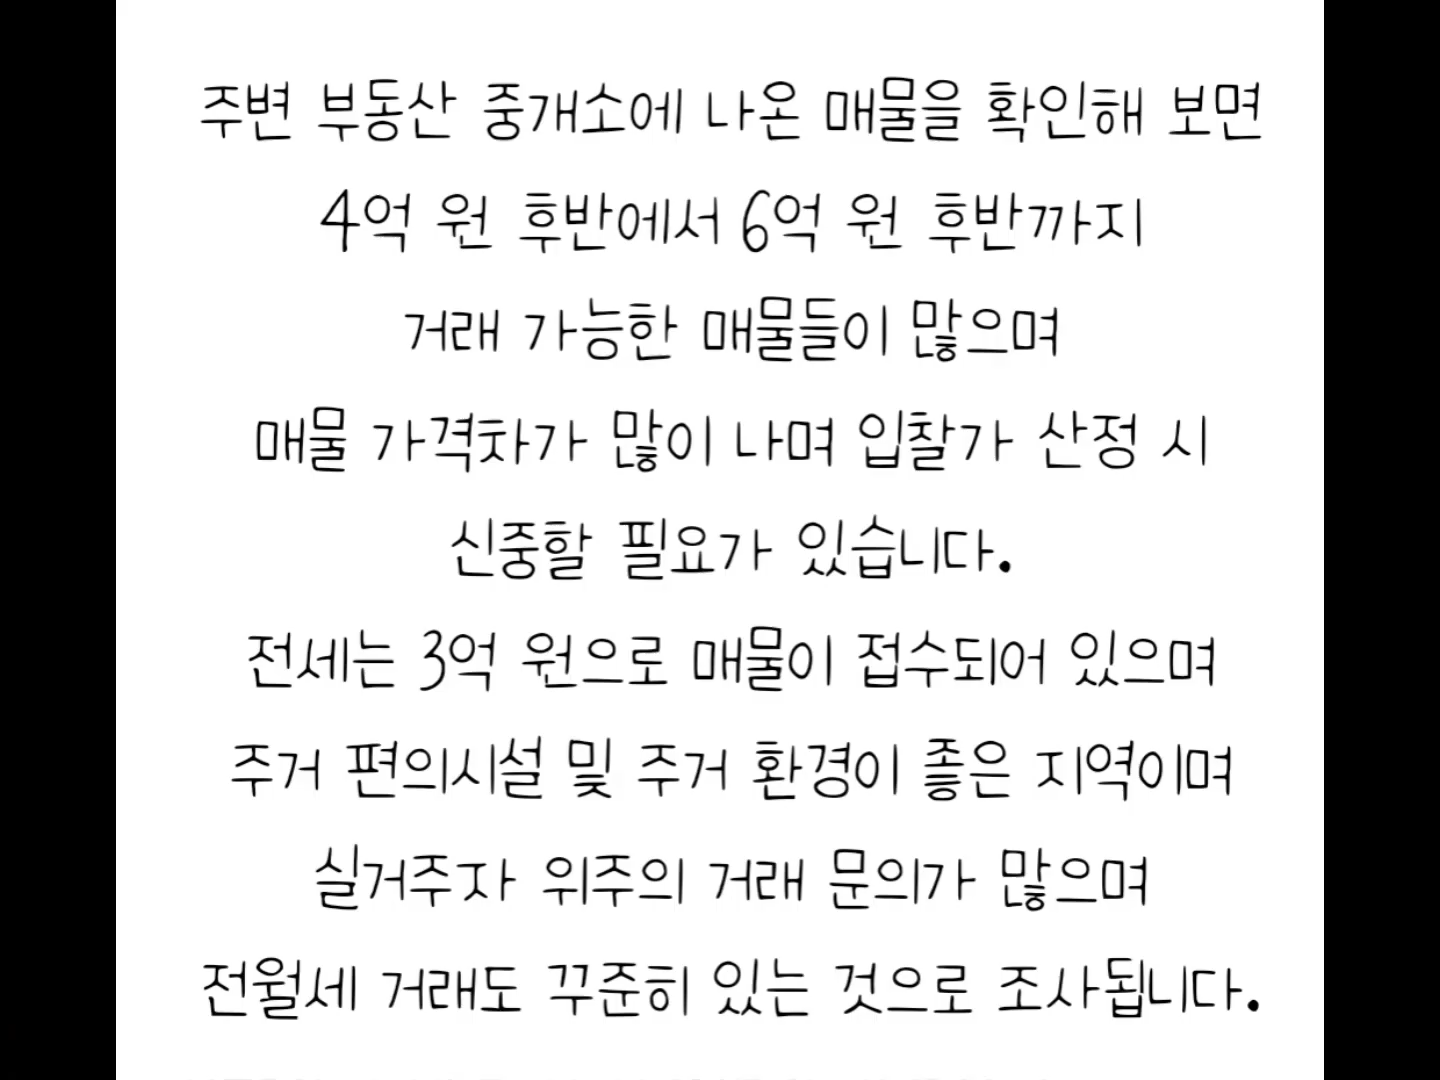 주변 부동산 중개소에 나온 매물을 확인해 보면
4억 원 후반에서 6억 원 후반까지
거래 가능한 매물들이 많으며
매물 가격차가 많이 나며 입찰가 산정 시
신중할 필요가 있습니다.
전세는 3억 원으로 매물이 접수되어 있으며
주거 편의시설 및 주거 환경이 좋은 지역이며
실거주자 위주의 거래 문의가 많으며
전월세 거래도 꾸준히 있는 것으로 조사됩니다.